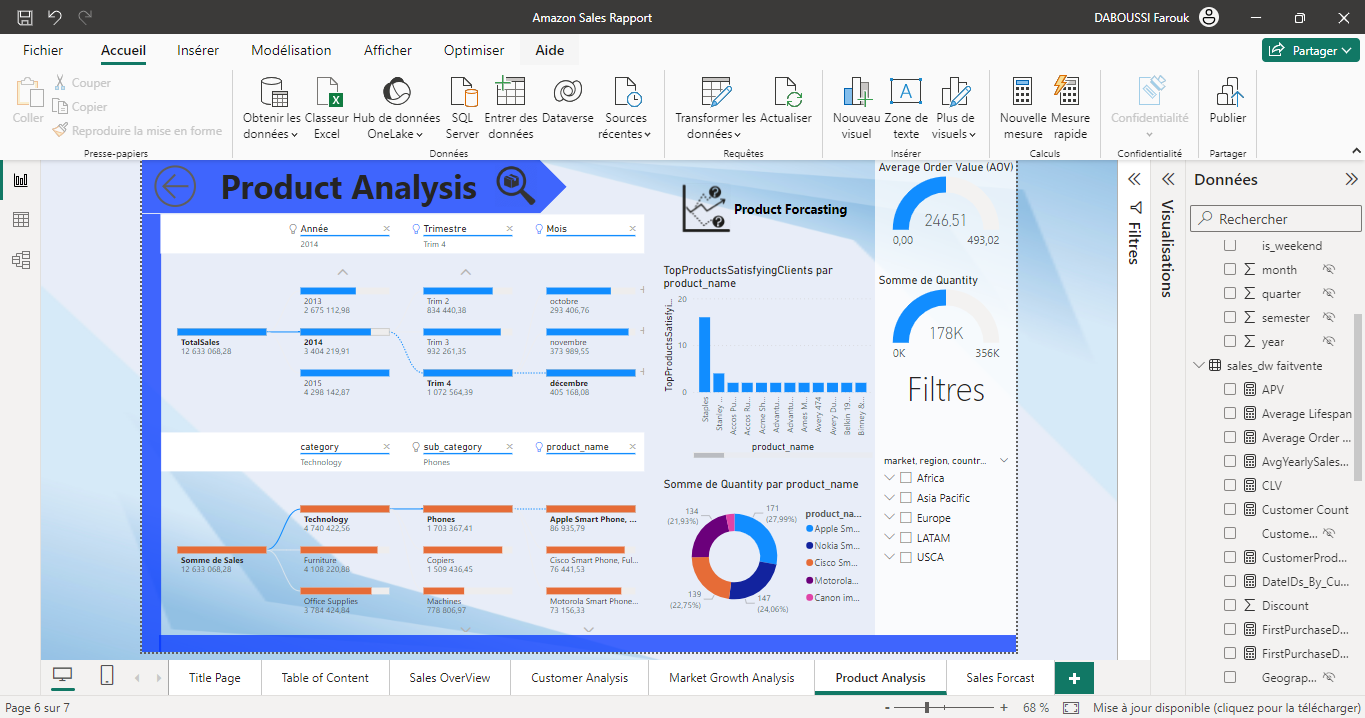 Amazon Sales Rapport
DABOUSSI Farouk
Fichier
Accueil
Insérer
Modélisation
Afficher
Optimiser
Aide
Partager
Coller
Couper
Copier
Reproduire la mise en forme
Presse-papiers
Obtenir les données
Classeur Excel
Hub de données OneLake
SQL Server
Entrer des données
Dataverse
Sources récentes
Données
Transformer les données
Actualiser
Requêtes
Nouveau visuel
Zone de texte
Plus de visuels
Insérer
Nouvelle mesure
Mesure rapide
Calculs
Confidentialité
Confidentialité
Publier
Partager
Product Analysis
Année
2014
Trimestre
Trim 4
Mois
TotalSales
12 633 068,28
2013
2 675 112,98
2014
3 404 219,91
2015
4 298 142,87
Trim 2
834 440,38
Trim 3
932 261,35
Trim 4
1 072 564,39
octobre
293 406,76
novembre
373 989,55
décembre
405 168,08
category
Technology
sub_category
Phones
product_name
Somme de Sales
12 633 068,28
Technology
4 740 422,56
Furniture
4 108 220,88
Office Supplies
3 784 424,84
Phones
1 703 367,41
Copiers
1 509 436,45
Machines
778 806,97
Apple Smart Phone, ...
86 935,79
Cisco Smart Phone, Ful...
76 441,53
Motorola Smart Phone...
73 156,33
Product Forcasting
TopProductsSatisfyingClients par
product_name
TopProductsSatisfyi...
20
10
0
Staples
Stanley ...
Accos Pu...
Accos Ru...
Acme Sh...
Advantu...
Advantu...
Ames M...
Avery 474
Avery Du...
Belkin 19...
Binney &...
product_name
Somme de Quantity par product_name
134
(21,93%)
171
(27,99%)
139
(22,75%)
147
(24,06%)
product_na...
Apple Sm...
Nokia Sm...
Cisco Sm...
Motorola...
Canon im...
Average Order Value (AOV)
246.51
0,00
493,02
Somme de Quantity
178K
0K
356K
Filtres
market, region, countr...
Africa
Asia Pacific
Europe
LATAM
USCA
Filtres
Visualisations
Données
Rechercher
is_weekend
month
quarter
semester
year
sales_dw faitvente
APV
Average Lifespan
Average Order ...
AvgYearlySales...
CLV
Customer Count
Custome...
CustomerProd...
DateIDs_By_Cu...
Discount
FirstPurchaseD...
FirstPurchaseD...
Geograp...
Title Page
Table of Content
Sales OverView
Customer Analysis
Market Growth Analysis
Product Analysis
Sales Forcast
Page 6 sur 7
- + 68 %
Mise à jour disponible (cliquez pour la télécharger)